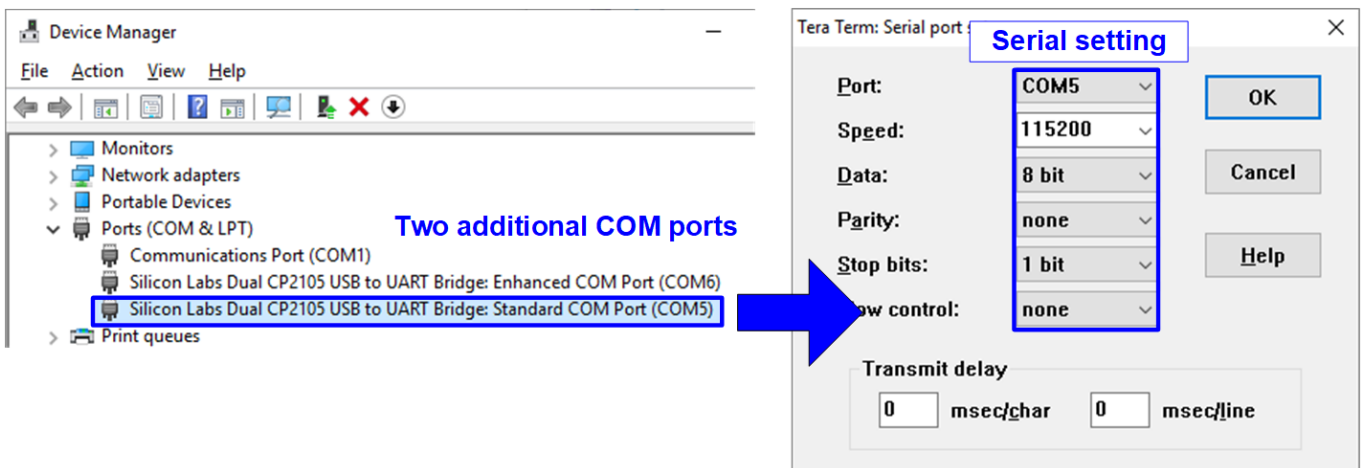 Device Manager
File Action View Help
Monitors
Network adapters
Portable Devices
Ports (COM & LPT)
Two additional COM ports
Communications Port (COM1)
Silicon Labs Dual CP2105 USB to UART Bridge: Enhanced COM Port (COM6)
Silicon Labs Dual CP2105 USB to UART Bridge: Standard COM Port (COM5)
Print queues
Tera Term: Serial port
Serial setting
Port: COM5
OK
Speed: 115200
Data: 8 bit
Cancel
Parity: none
Stop bits: 1 bit
Help
control: none
Transmit delay
0 msec/char 0 msec/line